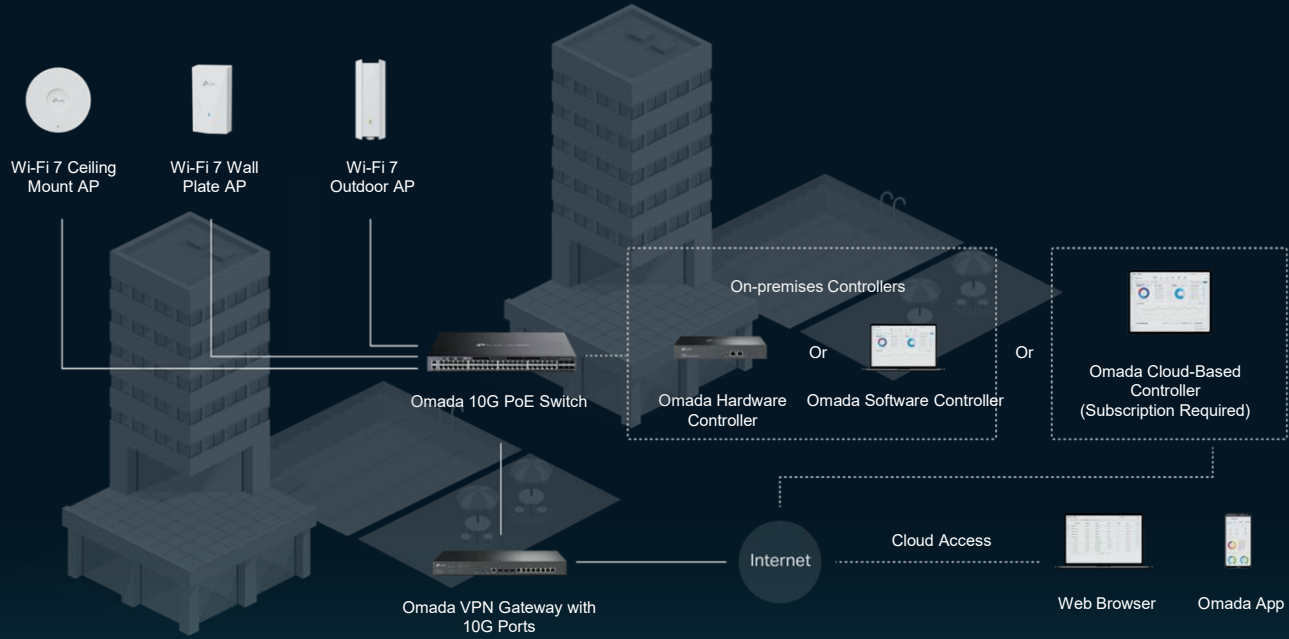 Wi-Fi 7 Ceiling
Mount AP
Wi-Fi 7 Wall
Plate AP
Wi-Fi 7
Outdoor AP
On-premises Controllers
Or
Or
Omada 10G PoE Switch
Omada Hardware
Controller
Omada Software Controller
Omada Cloud-Based
Controller
(Subscription Required)
Internet
Cloud Access
Omada VPN Gateway with
10G Ports
Web Browser
Omada App